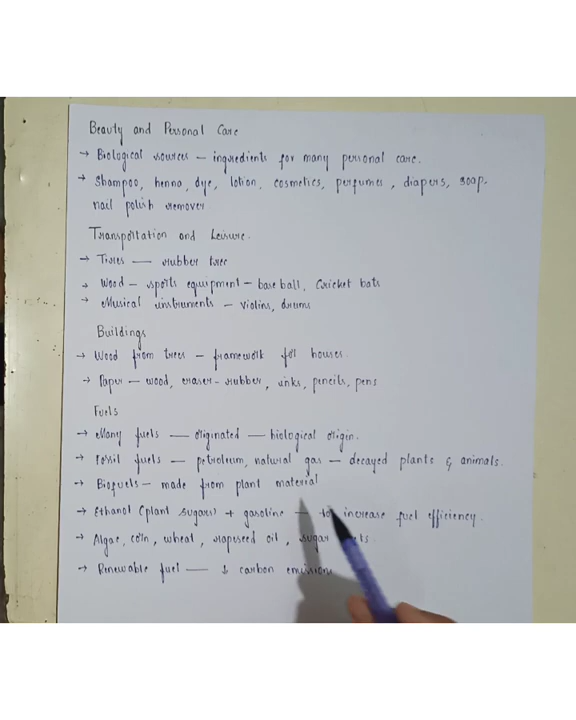 Beauty and Personal Care
→ Biological sources – ingredients for many personal care.
→ Shampoo, henna, dye, lotion, cosmetics, perfumes, diapers, soap,
nail polish remover
Transportation and Leisure.
→ Tires — rubber tree
→ Wood – sports equipment – baseball, Cricket bats
→ Musical instruments – violins, drums
Buildings
→ Wood from trees – framework for houses.
→ Paper – wood, eraser - rubber, inks, pencils, pens
Fuels
→ Many fuels — originated — biological origin.
→ Fossil fuels – petroleum, natural gas – decayed plants & animals.
→ Biofuels – made from plant material
→ Ethanol (plant sugars) + gasoline — to increase fuel efficiency.
→ Algae, corn, wheat, rapeseed oil, sugar
→ Renewable fuel — ↓ carbon emissions